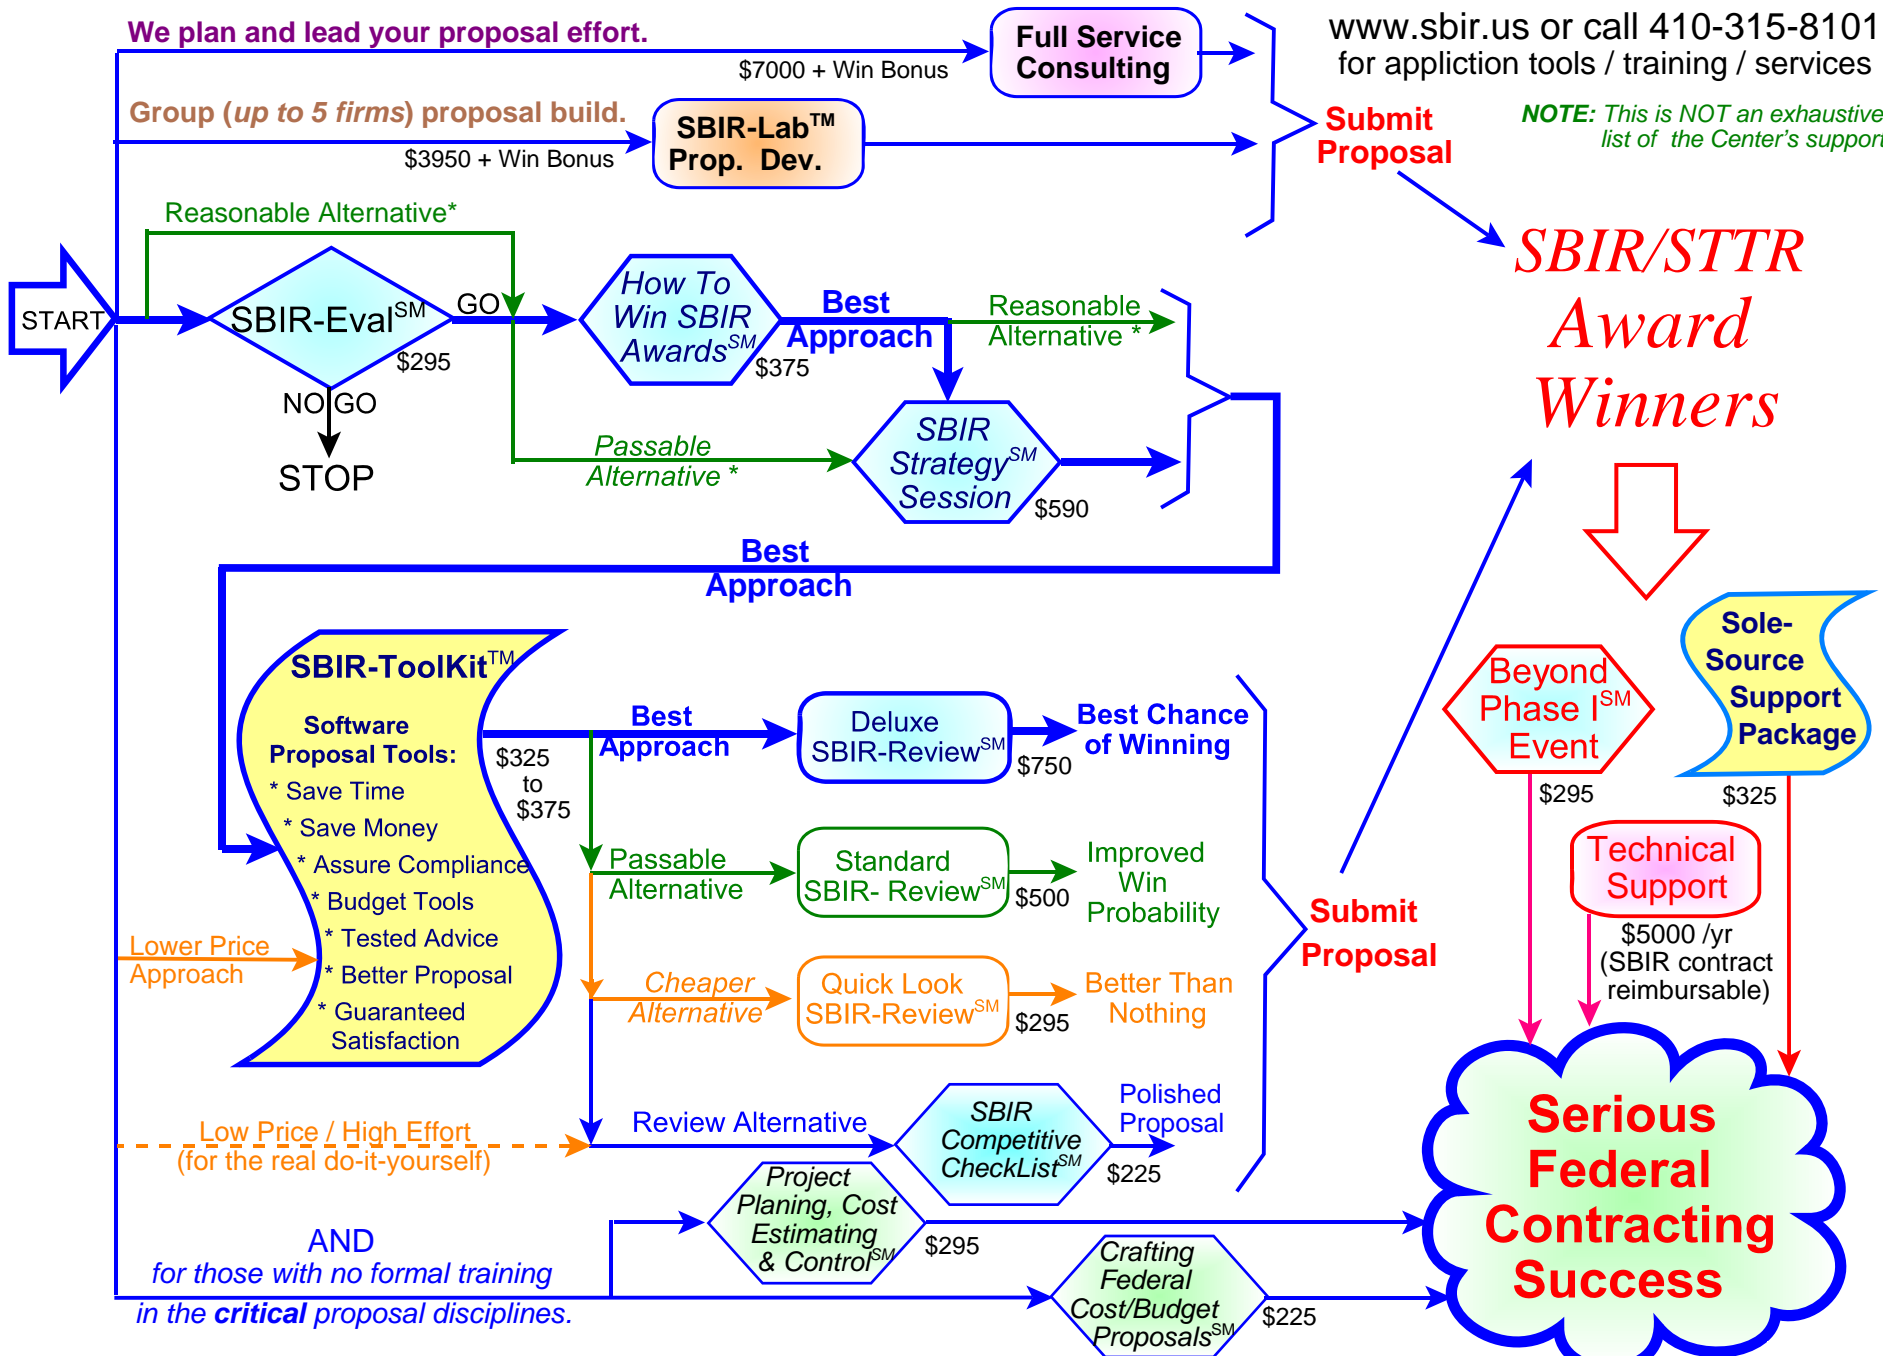 We plan and lead your proposal effort.
$7000 + Win Bonus
Full Service
Consulting
www.sbir.us or call 410-315-8101
for appliction tools / training / services
NOTE: This is NOT an exhaustive
list of the Center's support
Group (up to 5 firms) proposal build.
$3950 + Win Bonus
SBIR-Lab™
Prop. Dev.
Submit
Proposal
Reasonable Alternative*
START
SBIR-Eval℠
$295
GO
NO GO
STOP
How To
Win SBIR
Awards℠
$375
Best
Approach
Reasonable
Alternative *
Passable
Alternative *
SBIR
Strategy℠
Session
$590
SBIR/STTR
Award
Winners
Best
Approach
SBIR-ToolKit™
Software
Proposal Tools:
* Save Time
* Save Money
* Assure Compliance
* Budget Tools
* Tested Advice
* Better Proposal
* Guaranteed
Satisfaction
$325
to
$375
Lower Price
Approach
Best
Approach
Deluxe
SBIR-Review℠
$750
Best Chance
of Winning
Passable
Alternative
Standard
SBIR- Review℠
$500
Improved
Win
Probability
Cheaper
Alternative
Quick Look
SBIR-Review℠
$295
Better Than
Nothing
Submit
Proposal
Low Price / High Effort
(for the real do-it-yourself)
Review Alternative
SBIR
Competitive
CheckList℠
$225
Polished
Proposal
Beyond
Phase I℠
Event
$295
Sole-
Source
Support
Package
$325
Technical
Support
$5000 /yr
(SBIR contract
reimbursable)
AND
for those with no formal training
in the critical proposal disciplines.
Project
Planing, Cost
Estimating
& Control℠
$295
Crafting
Federal
Cost/Budget
Proposals℠
$225
Serious
Federal
Contracting
Success